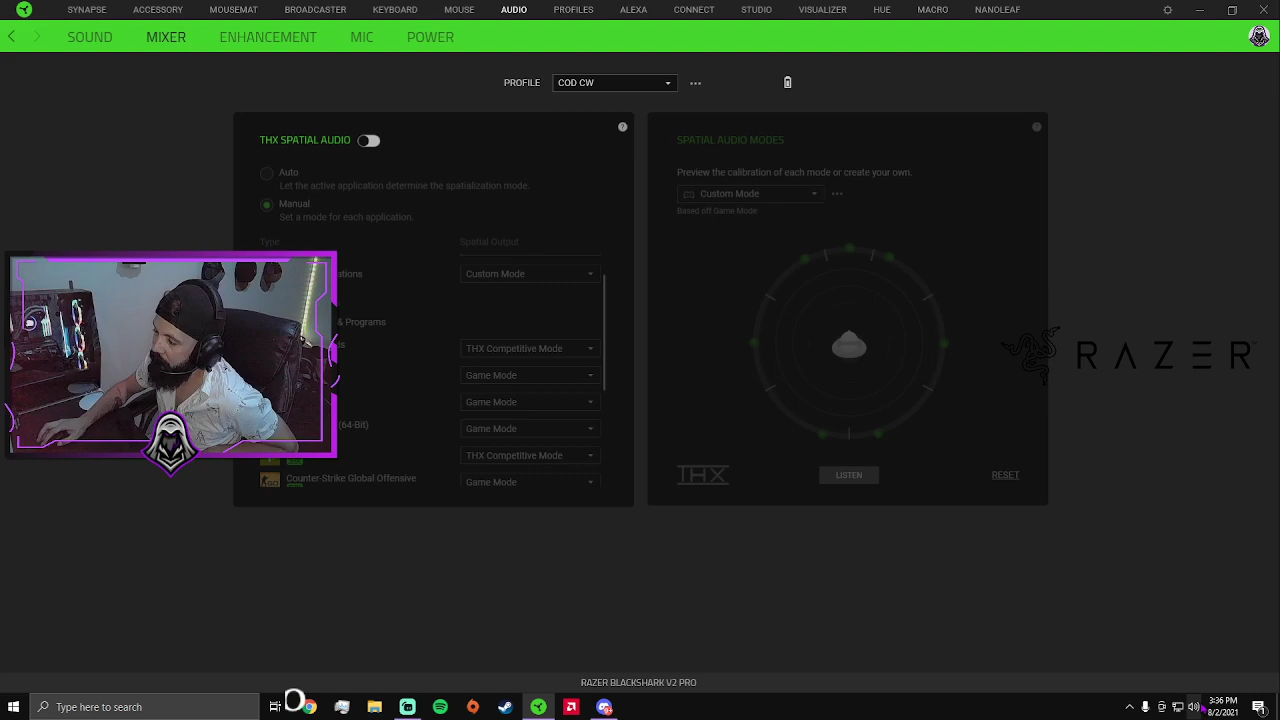 SYNAPSE ACCESSORY MOUSEMAT BROADCASTER KEYBOARD MOUSE AUDIO PROFILES ALEXA CONNECT STUDIO VISUALIZER HUE MACRO NANOLEAF
SOUND MIXER ENHANCEMENT MIC POWER
PROFILE COD CW
THX SPATIAL AUDIO
Auto
Let the active application determine the spatialization mode.
Manual
Set a mode for each application.
Type Spatial Output
ations Custom Mode
& Programs
ls THX Competitive Mode
Game Mode
Game Mode
(64-Bit) Game Mode
THX Competitive Mode
Counter-Strike Global Offensive Game Mode
SPATIAL AUDIO MODES
Preview the calibration of each mode or create your own.
Custom Mode
Based off Game Mode
THX LISTEN RESET
RAZER
RAZER BLACKSHARK V2 PRO
Type here to search
3:36 PM
8/2/2021